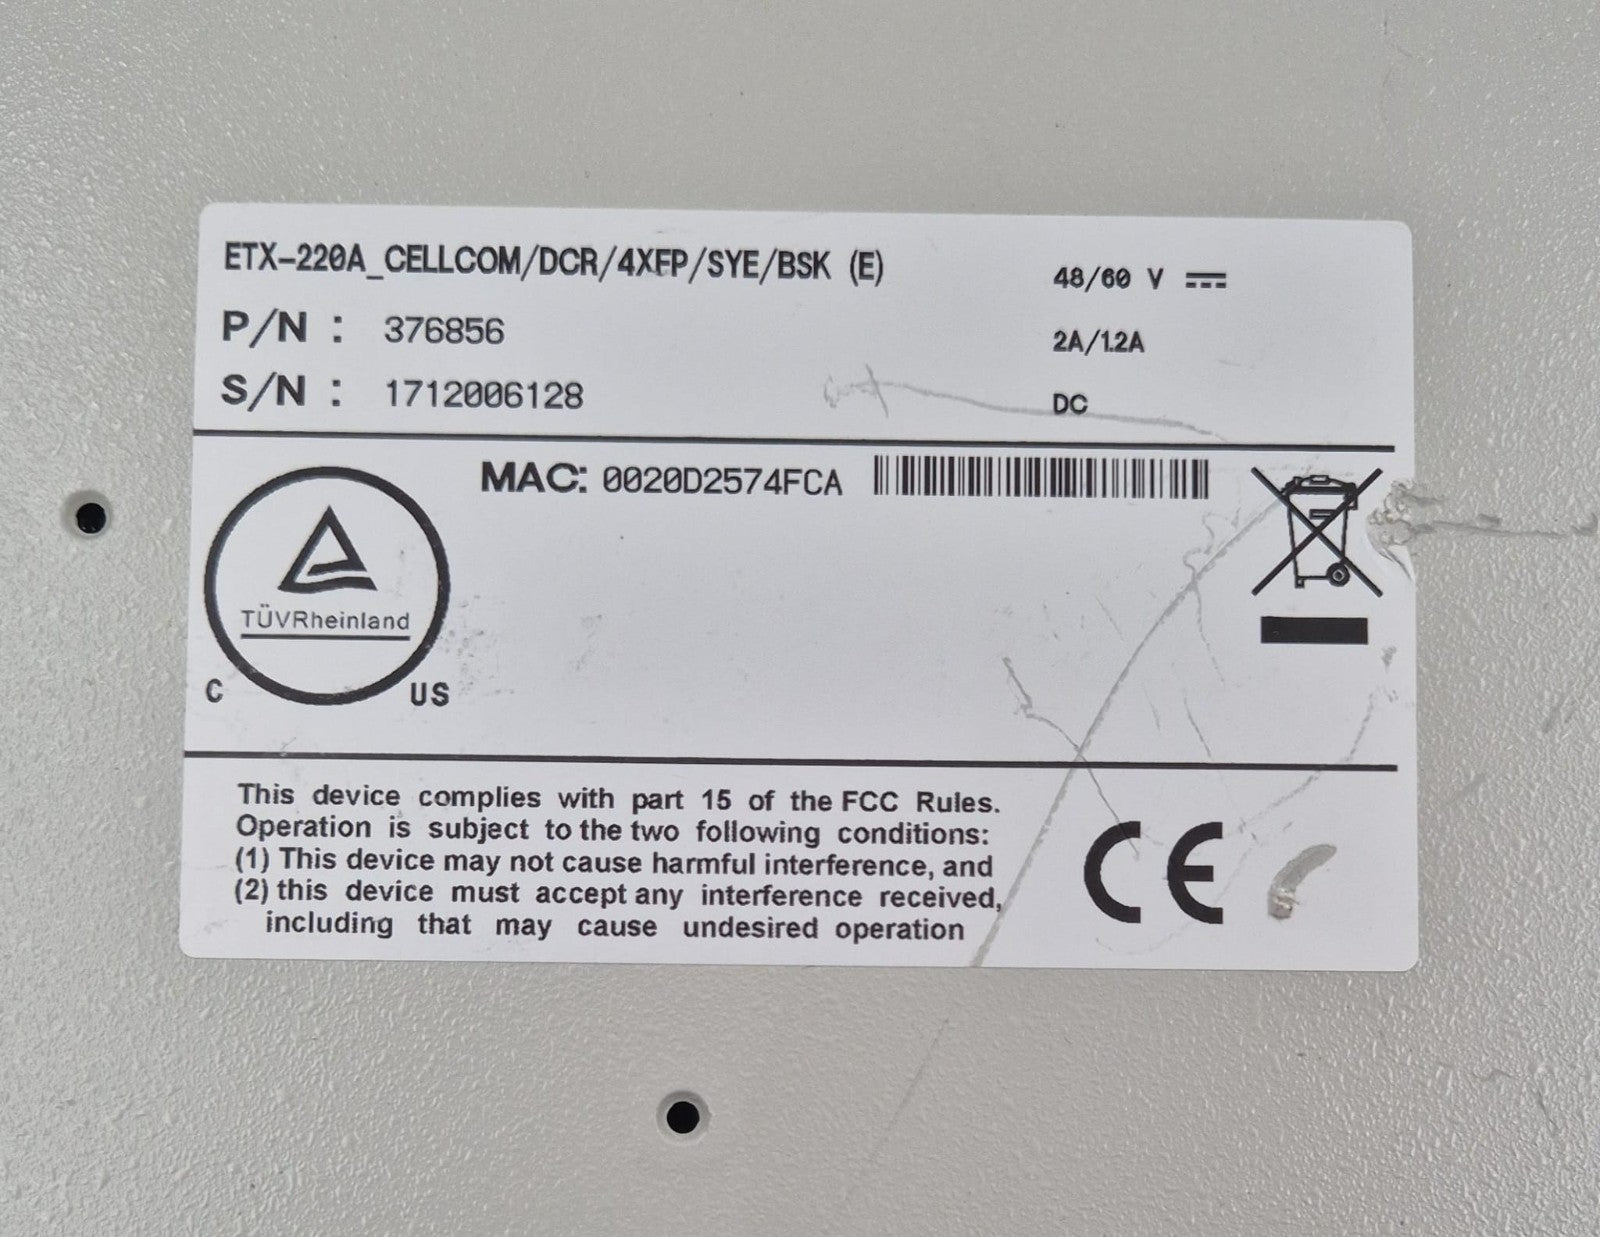 ETX-220A_CELLCOM/DCR/4XFP/SYE/BSK (E)
48/60 V
P/N : 376856
2A/1.2A
S/N : 1712006128
DC
MAC: 0020D2574FCA
TÜVRheinland
C US
This device complies with part 15 of the FCC Rules.
Operation is subject to the two following conditions:
(1) This device may not cause harmful interference, and
(2) this device must accept any interference received,
including that may cause undesired operation
CE